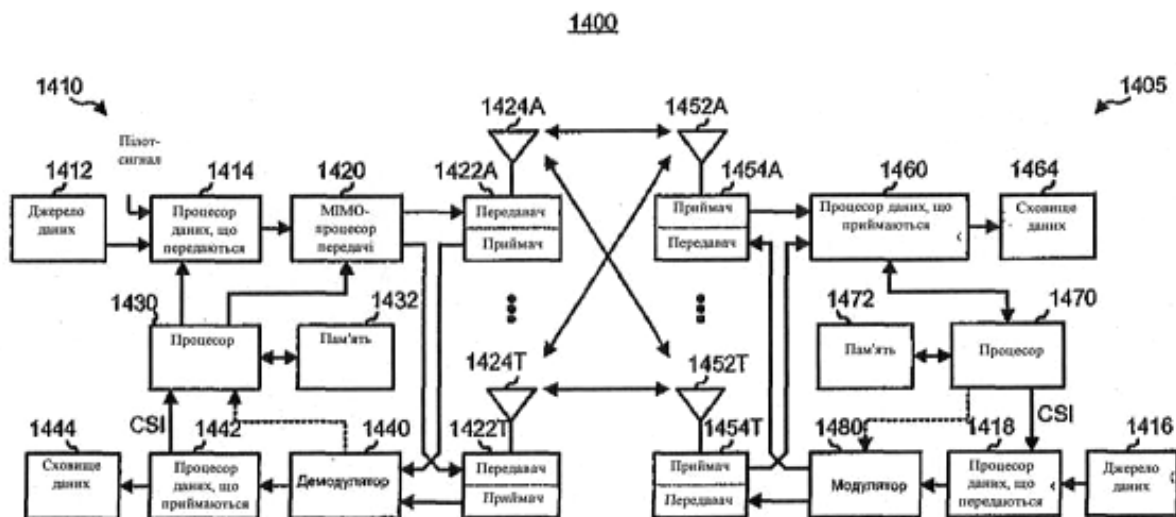 1400
1410
1424A
1452A
1405
Пілот-
сигнал
1412
1414
1420
1422A
1454A
1460
1464
Джерело
даних
Процесор
даних, що
передаються
МІМО-
процесор
передачі
Передавач
Приймач
Приймач
Передавач
Процесор даних, що
приймаються
Сховище
даних
1430
1432
1472
1470
Процесор
Пам'ять
Пам'ять
Процесор
1424T
1452T
CSI
CSI
1444
1442
1440
1422T
1454T
1480
1418
1416
Сховище
даних
Процесор
даних, що
приймаються
Демодулятор
Передавач
Приймач
Приймач
Передавач
Модулятор
Процесор
даних, що
передаються
Джерело
даних